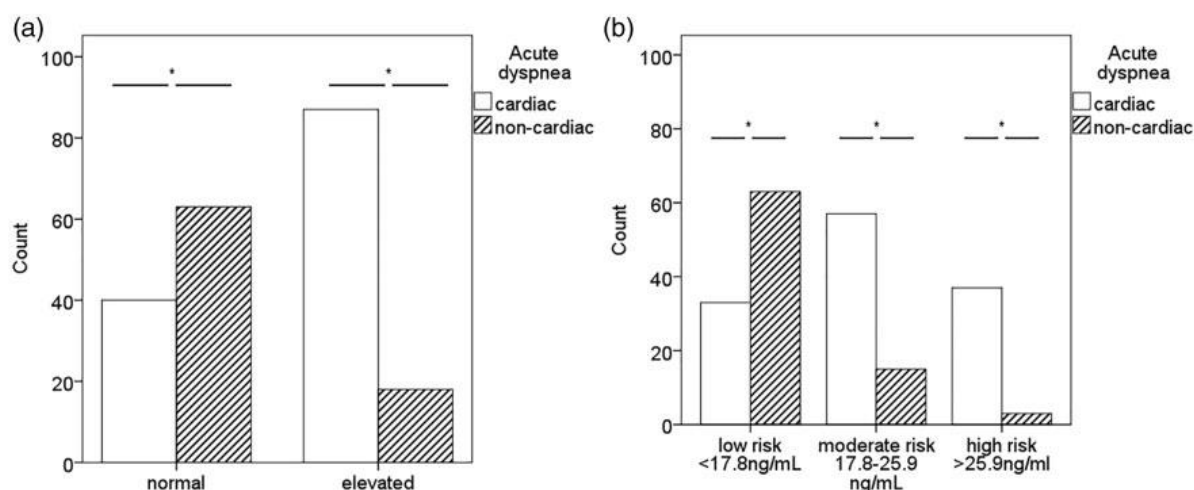 (a)
100
80
60
40
20
0
Count
*
*
normal
elevated
Acute
dyspnea
cardiac
non-cardiac
(b)
100
80
60
40
20
0
Count
*
*
*
low risk
<17.8ng/mL
moderate risk
17.8-25.9
ng/mL
high risk
>25.9ng/ml
Acute
dyspnea
cardiac
non-cardiac